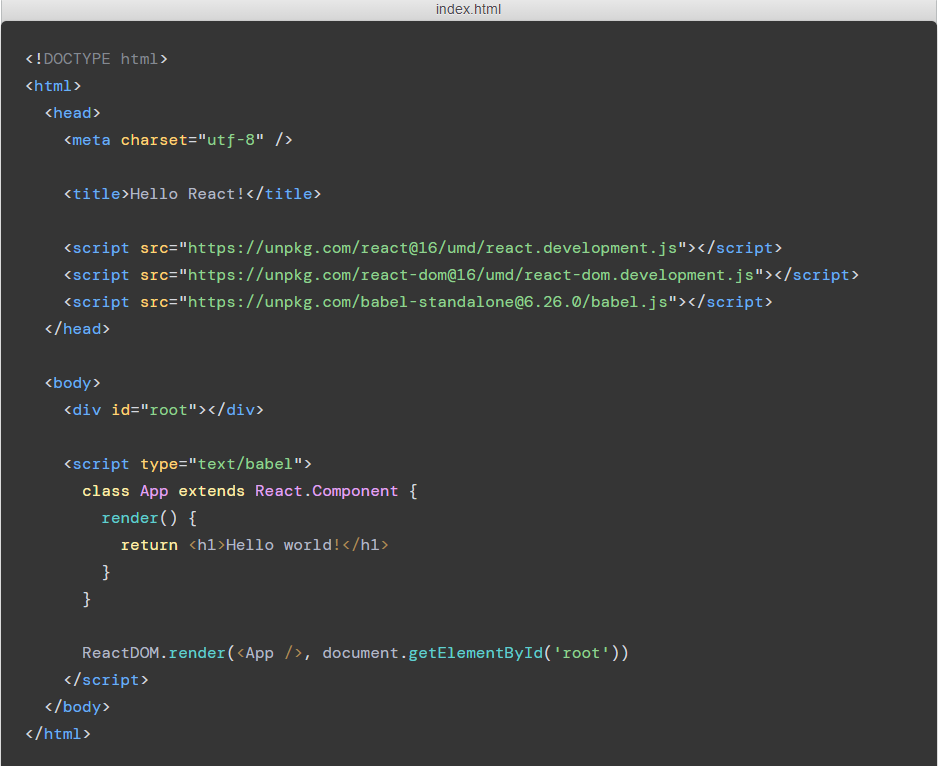 index.html
<!DOCTYPE html>
<html>
  <head>
    <meta charset="utf-8" />

    <title>Hello React!</title>

    <script src="https://unpkg.com/react@16/umd/react.development.js"></script>
    <script src="https://unpkg.com/react-dom@16/umd/react-dom.development.js"></script>
    <script src="https://unpkg.com/babel-standalone@6.26.0/babel.js"></script>
  </head>

  <body>
    <div id="root"></div>

    <script type="text/babel">
      class App extends React.Component {
        render() {
          return <h1>Hello world!</h1>
        }
      }

      ReactDOM.render(<App />, document.getElementById('root'))
    </script>
  </body>
</html>